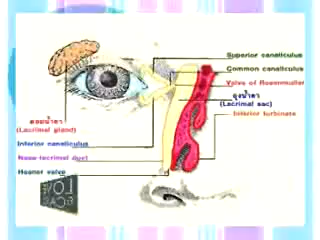 Superior canaliculus
Common canaliculus
Valve of Rosenmuller
ถุงน้ำตา
(Lacrimal sac)
Inferior turbinate
ต่อมน้ำตา
(Lacrimal gland)
Inferior canaliculus
Naso-lacrimal duct
Hasner valve